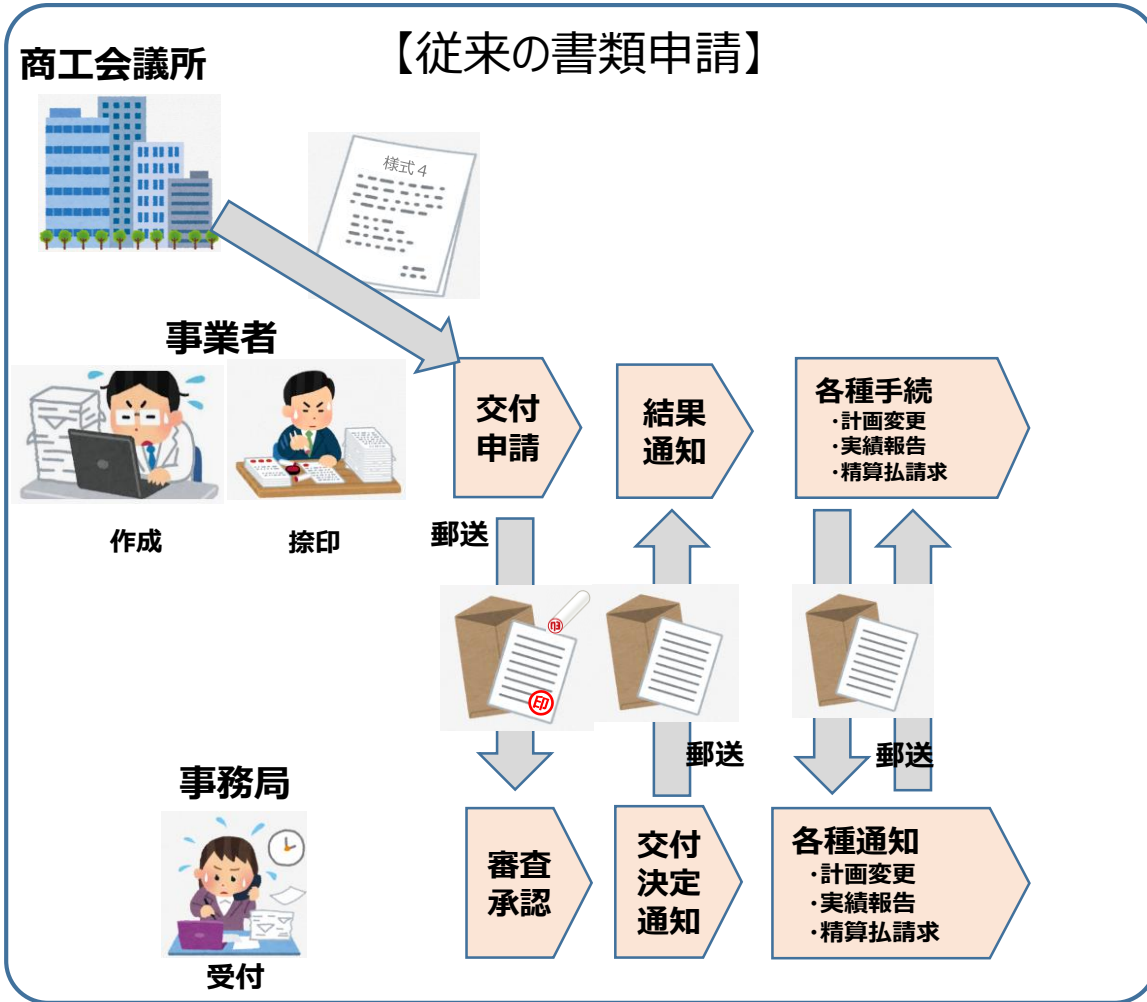 【従来の書類申請】
商工会議所
様式４
事業者
作成
捺印
交付
申請
結果
通知
各種手続
・計画変更
・実績報告
・精算払請求
郵送
印
印
郵送
郵送
事務局
受付
審査
承認
交付
決定
通知
各種通知
・計画変更
・実績報告
・精算払請求